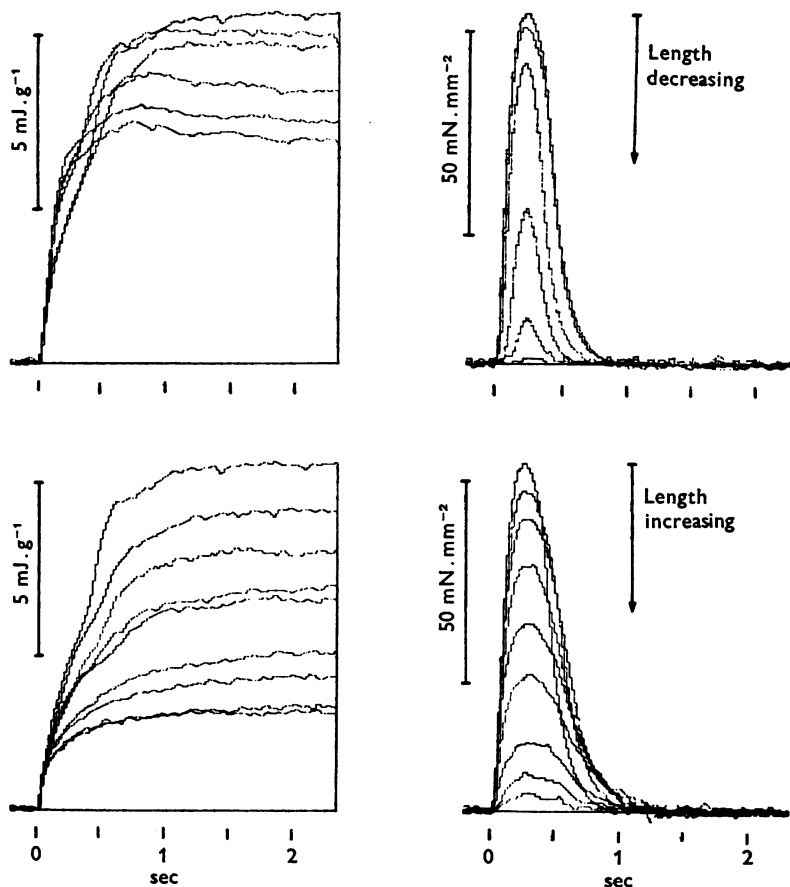 5 mJ.g⁻¹
50 mN.mm⁻²
Length
decreasing
5 mJ.g⁻¹
50 mN.mm⁻²
Length
increasing
0 1 2
sec
0 1 2
sec